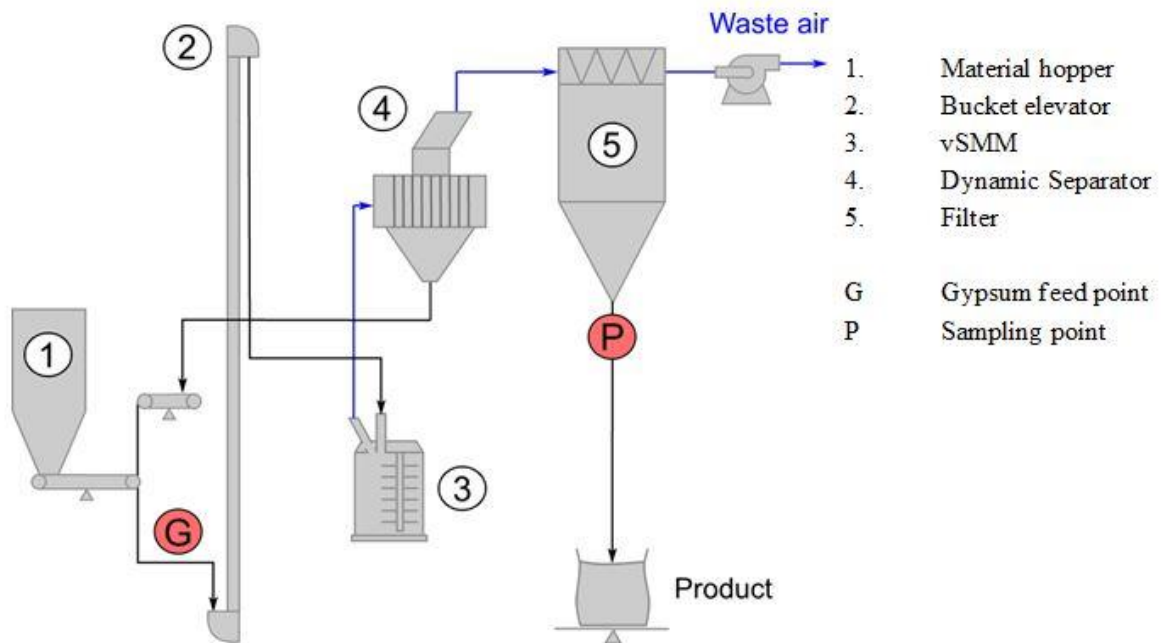 Waste air
2
4
5
1
3
G
P
Product
1. Material hopper
2. Bucket elevator
3. vSMM
4. Dynamic Separator
5. Filter
G Gypsum feed point
P Sampling point